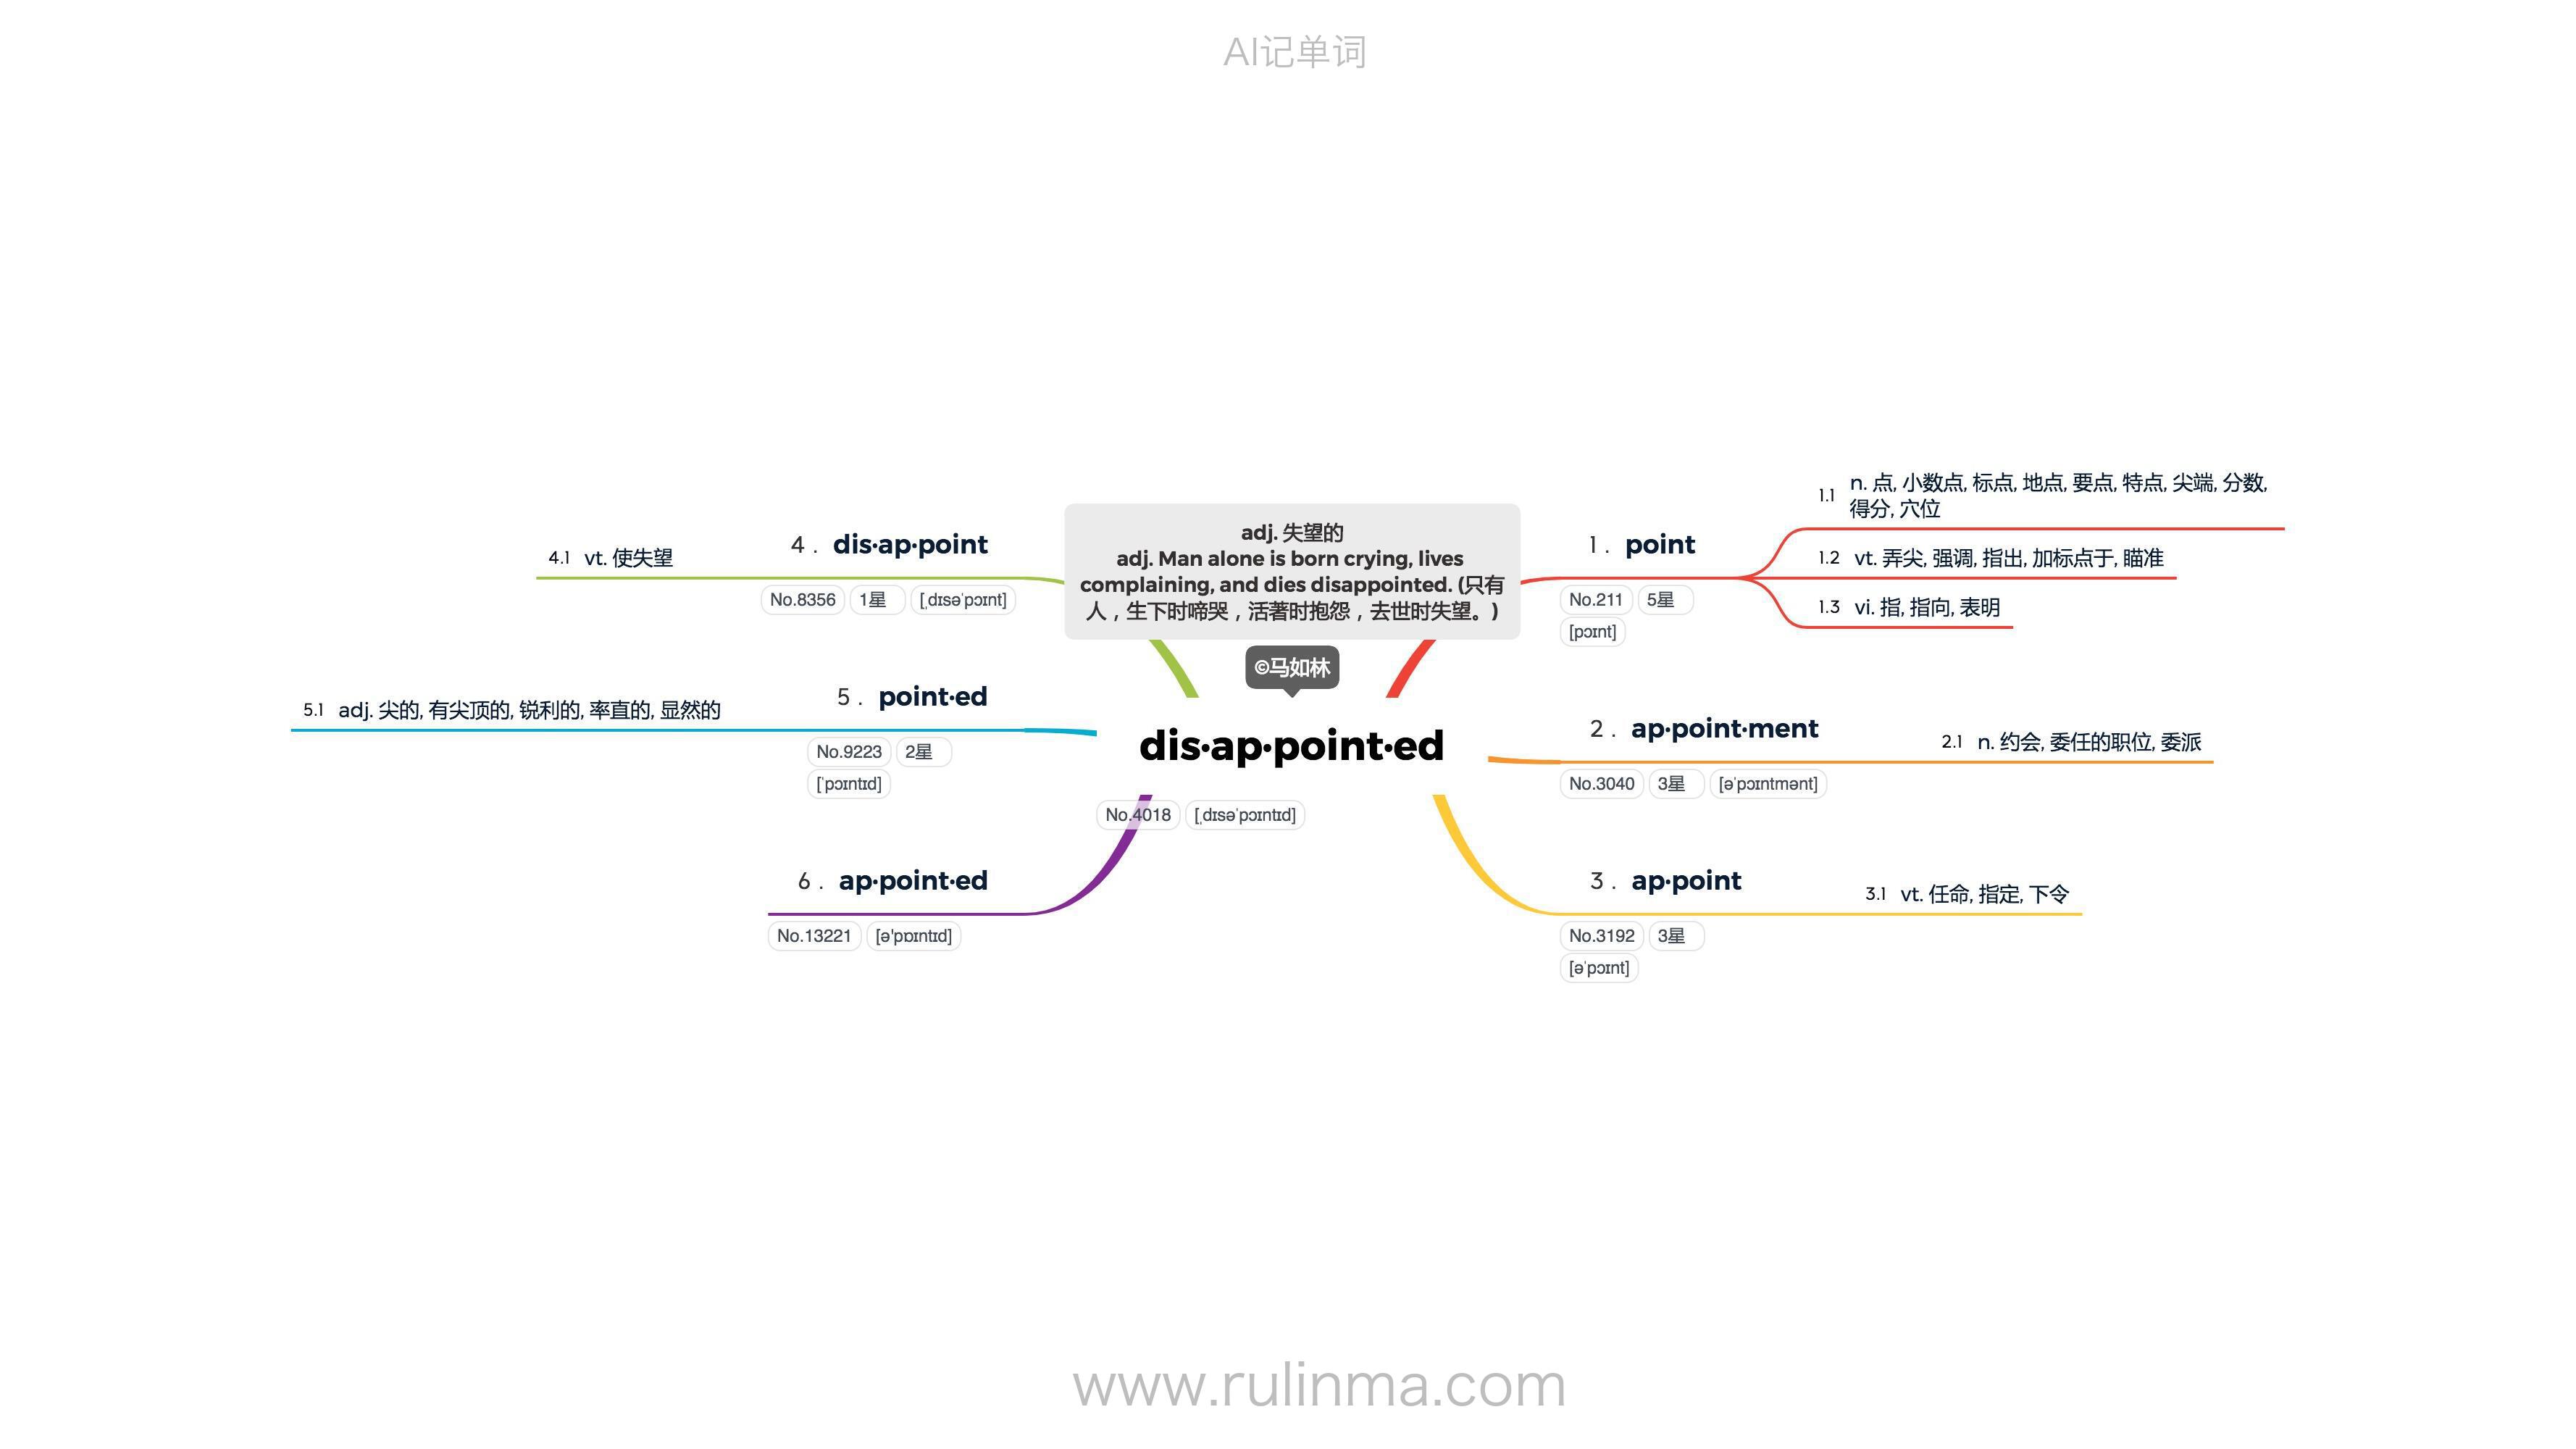 AI记单词
adj. 失望的
adj. Man alone is born crying, lives
complaining, and dies disappointed. (只有
人，生下时啼哭，活著时抱怨，去世时失望。)
©马如林
dis·ap·point·ed
No.4018 [ˌdɪsəˈpɔɪntɪd]
1. point
No.211 5星
[pɔɪnt]
1.1 n. 点, 小数点, 标点, 地点, 要点, 特点, 尖端, 分数,
得分, 穴位
1.2 vt. 弄尖, 强调, 指出, 加标点于, 瞄准
1.3 vi. 指, 指向, 表明
2. ap·point·ment
No.3040 3星 [əˈpɔɪntmənt]
2.1 n. 约会, 委任的职位, 委派
3. ap·point
No.3192 3星
[əˈpɔɪnt]
3.1 vt. 任命, 指定, 下令
4. dis·ap·point
No.8356 1星 [ˌdɪsəˈpɔɪnt]
4.1 vt. 使失望
5. point·ed
No.9223 2星
[ˈpɔɪntɪd]
5.1 adj. 尖的, 有尖顶的, 锐利的, 率直的, 显然的
6. ap·point·ed
No.13221 [ə'pɒɪntɪd]
www.rulinma.com